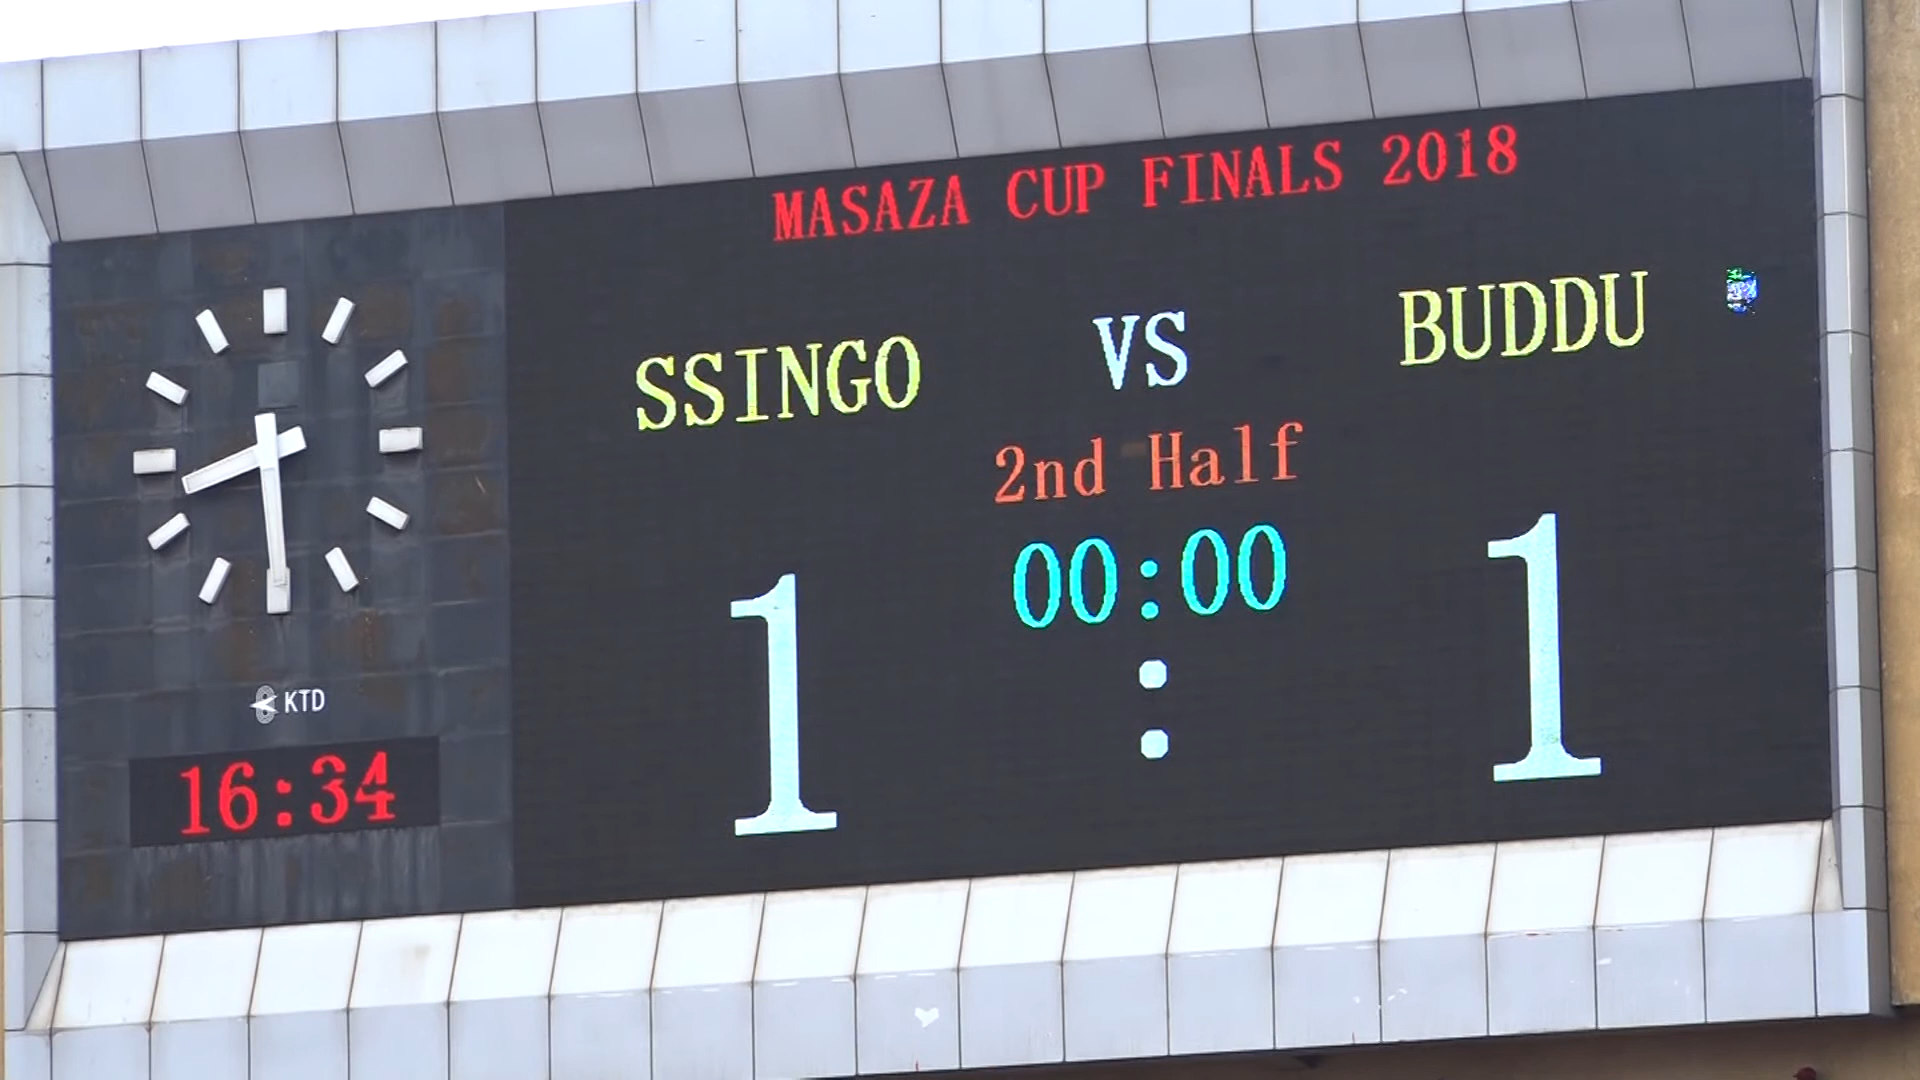 MASAZA CUP FINALS 2018
SSINGO VS BUDDU
2nd Half
00:00
1 : 1
KTD
16:34